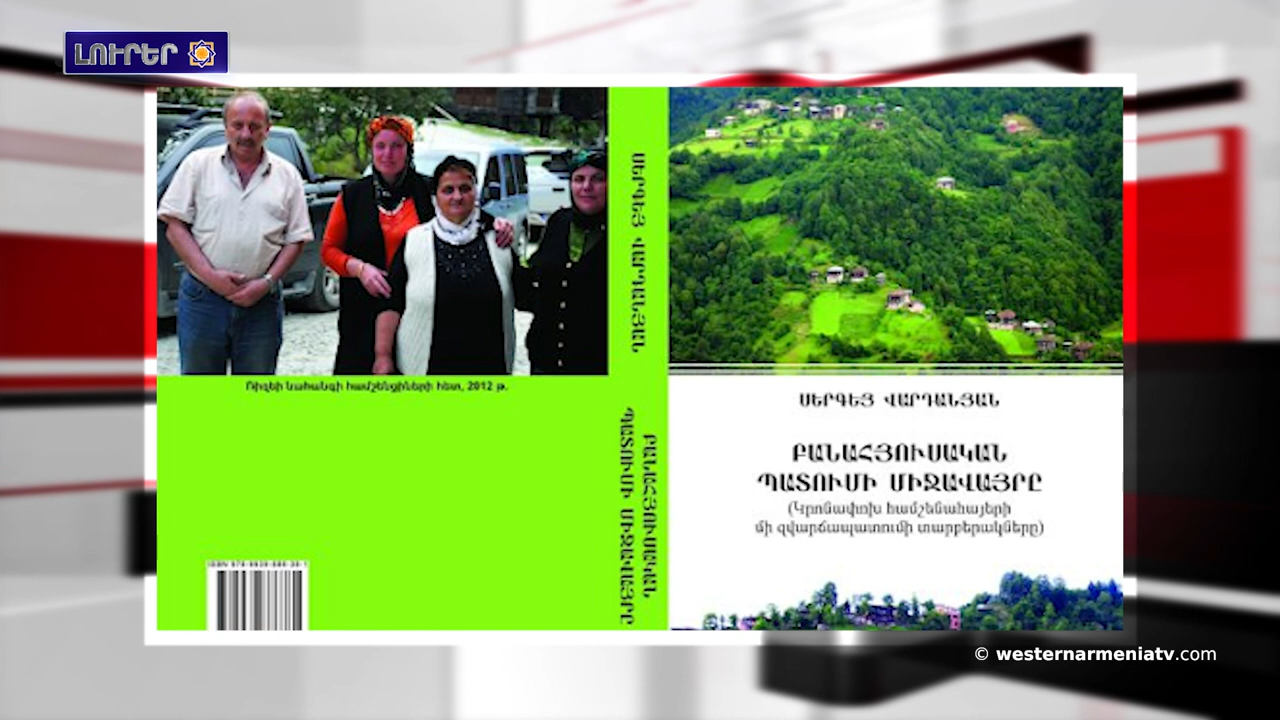 ԼՈՒՐԵՐ
Ռիզեի նահանգի համշենցիների հետ, 2012 թ.
ՍԵՐԳԵՅ ՎԱՐԴԱՆՅԱՆ
ԲԱՆԱՀՅՈՒՍԱԿԱՆ
ՊԱՏՈՒՄԻ ՄԻՋԱՎԱՅՐԸ
ՍԵՐԳԵՅ ՎԱՐԴԱՆՅԱՆ
ԲԱՆԱՀՅՈՒՍԱԿԱՆ
ՊԱՏՈՒՄԻ ՄԻՋԱՎԱՅՐԸ
(Կրոնափոխ համշենահայերի
մի զվարճապատումի տարբերակները)
© westernarmeniatv.com